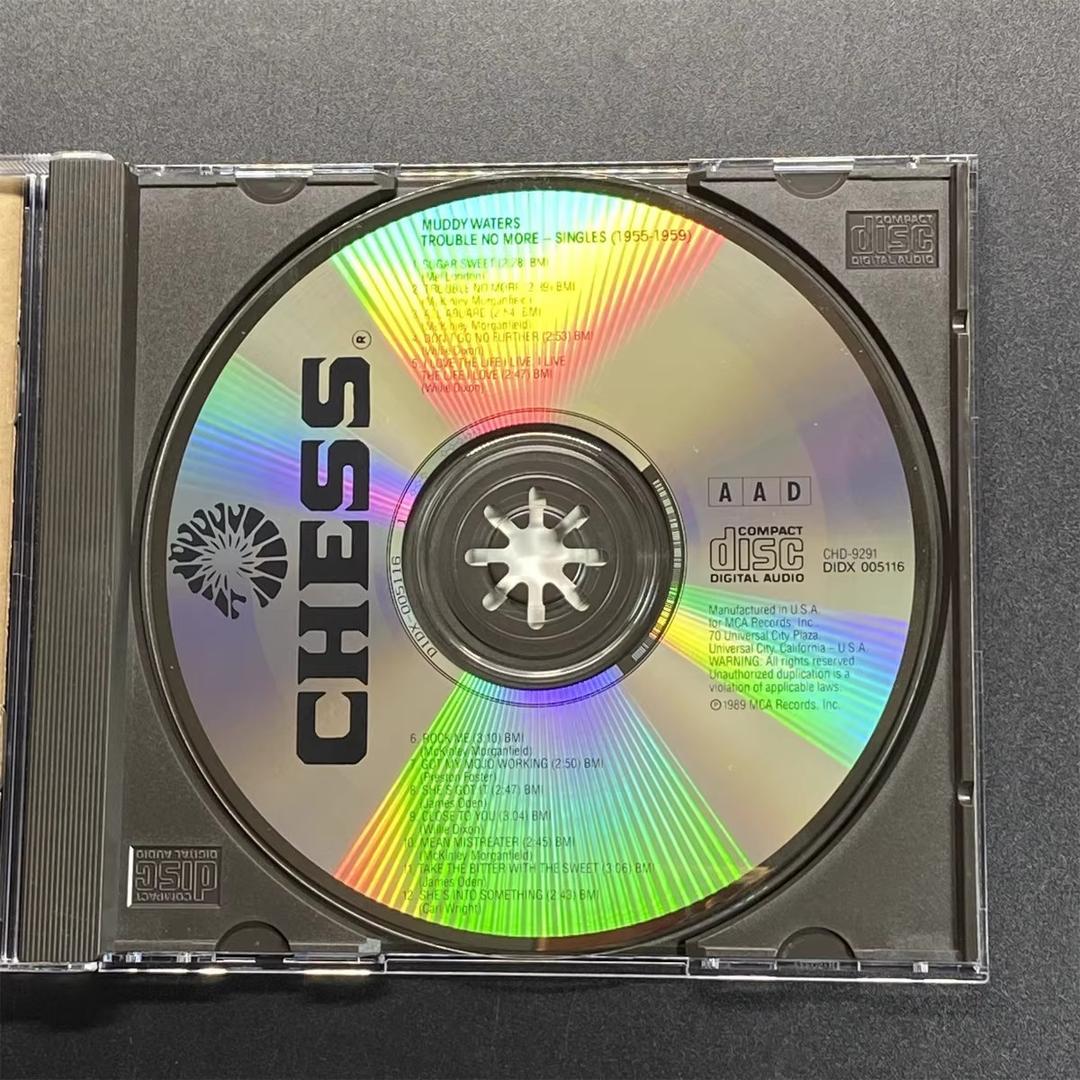 MUDDY WATERS
TROUBLE NO MORE – SINGLES (1955-1959)
1. SUGAR SWEET (2:28) BMI
(Mel London)
2. TROUBLE NO MORE BMI
(McKinley Morganfield)
3. ALL ABOARD BMI
(McKinley Morganfield)
4. DON'T GO NO FURTHER (2:53) BMI
(Willie Dixon)
5. I LOVE THE LIFE I LIVE, I LIVE
THE LIFE I LOVE (2:47) BMI
(Willie Dixon)
CHESS®
A A D
COMPACT
disc
DIGITAL AUDIO
CHD-9291
DIDX 005116
Manufactured in U.S.A.
for MCA Records, Inc.
70 Universal City Plaza,
Universal City, California – U.S.A.
WARNING: All rights reserved.
Unauthorized duplication is a
violation of applicable laws.
℗1989 MCA Records, Inc.
6. ROCK ME (3:10) BMI
(McKinley Morganfield)
7. GOT MY MOJO WORKING (2:50) BMI
(Preston Foster)
8. SHE'S GOT IT (2:47) BMI
(James Oden)
9. CLOSE TO YOU (3:04) BMI
(Willie Dixon)
10. MEAN MISTREATER (2:45) BMI
(McKinley Morganfield)
11. TAKE THE BITTER WITH THE SWEET (3:06) BMI
(James Oden)
12. SHE'S INTO SOMETHING (2:43) BMI
(Carl Wright)
DIDX-005116
COMPACT
disc
DIGITAL AUDIO
COMPACT
disc
DIGITAL AUDIO